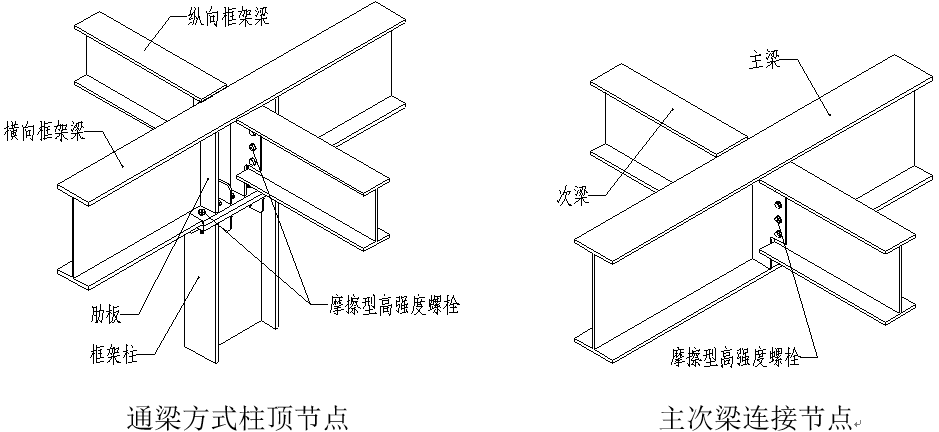 纵向框架梁
横向框架梁
肋板
框架柱
摩擦型高强度螺栓
通梁方式柱顶节点
主梁
次梁
摩擦型高强度螺栓
主次梁连接节点